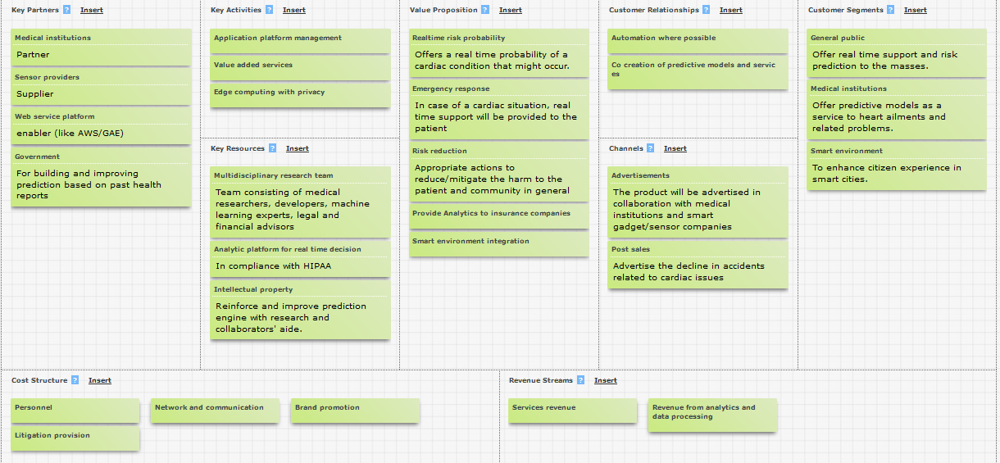 Key Partners ? Insert
Medical institutions
Partner
Sensor providers
Supplier
Web service platform
enabler (like AWS/GAE)
Government
For building and improving
prediction based on past health
reports
Key Activities ? Insert
Application platform management
Value added services
Edge computing with privacy
Key Resources ? Insert
Multidisciplinary research team
Team consisting of medical
researchers, developers, machine
learning experts, legal and
financial advisors
Analytic platform for real time decision
In compliance with HIPAA
Intellectual property
Reinforce and improve prediction
engine with research and
collaborators' aide.
Value Proposition ? Insert
Realtime risk probability
Offers a real time probability of a
cardiac condition that might occur.
Emergency response
In case of a cardiac situation, real
time support will be provided to the
patient
Risk reduction
Appropriate actions to
reduce/mitigate the harm to the
patient and community in general
Provide Analytics to insurance companies
Smart environment integration
Customer Relationships ? Insert
Automation where possible
Co creation of predictive models and servic
es
Channels ? Insert
Advertisements
The product will be advertised in
collaboration with medical
institutions and smart
gadget/sensor companies
Post sales
Advertise the decline in accidents
related to cardiac issues
Customer Segments ? Insert
General public
Offer real time support and risk
prediction to the masses.
Medical institutions
Offer predictive models as a
service to heart ailments and
related problems.
Smart environment
To enhance citizen experience in
smart cities.
Cost Structure ? Insert
Personnel
Network and communication
Brand promotion
Litigation provision
Revenue Streams ? Insert
Services revenue
Revenue from analytics and
data processing